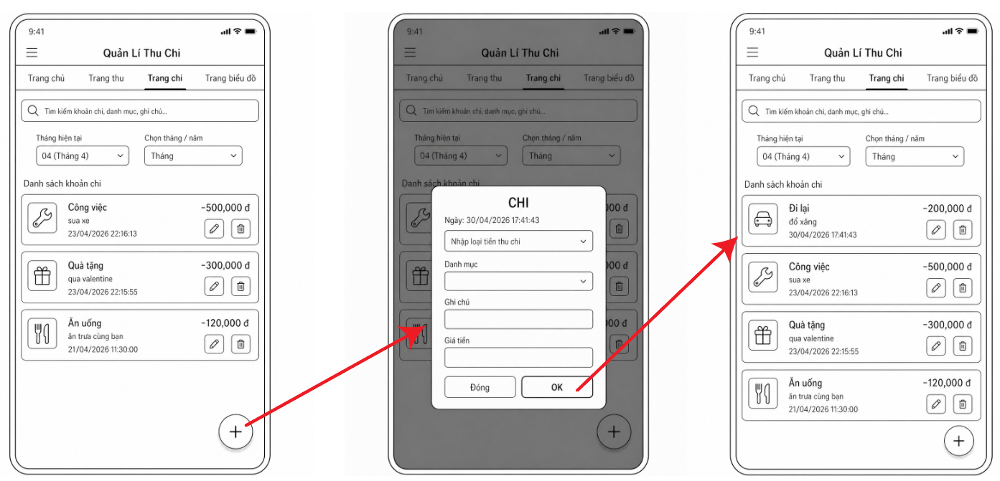 9:41
Quản Lí Thu Chi
Trang chủ Trang thu Trang chi Trang biểu đồ
Tìm kiếm khoản chi, danh mục, ghi chú...
Tháng hiện tại Chọn tháng / năm
04 (Tháng 4) Tháng
Danh sách khoản chi
Công việc -500,000 đ
sua xe
23/04/2026 22:16:13
Quà tặng -300,000 đ
qua valentine
23/04/2026 22:15:55
Ăn uống -120,000 đ
ăn trưa cùng bạn
21/04/2026 11:30:00
+
9:41
Quản Lí Thu Chi
Trang chủ Trang thu Trang chi Trang biểu đồ
Tìm kiếm khoản chi, danh mục, ghi chú...
Tháng hiện tại Chọn tháng / năm
04 (Tháng 4) Tháng
Danh sách khoản chi
CHI
Ngày: 30/04/2026 17:41:43
Nhập loại tiền thu chi
Danh mục
Ghi chú
Giá tiền
Đóng OK
00 đ
00 đ
00 đ
+
9:41
Quản Lí Thu Chi
Trang chủ Trang thu Trang chi Trang biểu đồ
Tìm kiếm khoản chi, danh mục, ghi chú...
Tháng hiện tại Chọn tháng / năm
04 (Tháng 4) Tháng
Danh sách khoản chi
Đi lại -200,000 đ
đổ xăng
30/04/2026 17:41:43
Công việc -500,000 đ
sua xe
23/04/2026 22:16:13
Quà tặng -300,000 đ
qua valentine
23/04/2026 22:15:55
Ăn uống -120,000 đ
ăn trưa cùng bạn
21/04/2026 11:30:00
+